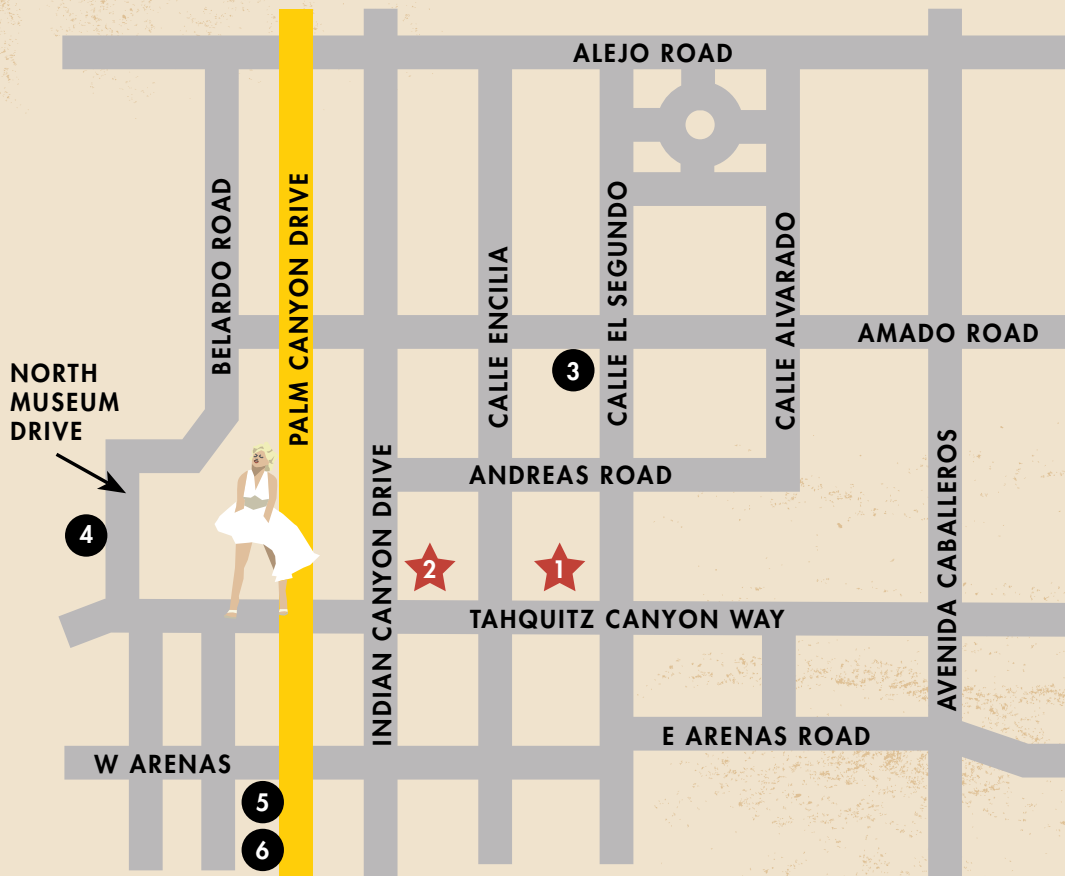 ALEJO ROAD
BELARDO ROAD
PALM CANYON DRIVE
CALLE ENCILIA
CALLE EL SEGUNDO
CALLE ALVARADO
AMADO ROAD
NORTH
MUSEUM
DRIVE
3
ANDREAS ROAD
INDIAN CANYON DRIVE
AVENIDA CABALLEROS
4
2
1
TAHQUITZ CANYON WAY
E ARENAS ROAD
W ARENAS
5
6